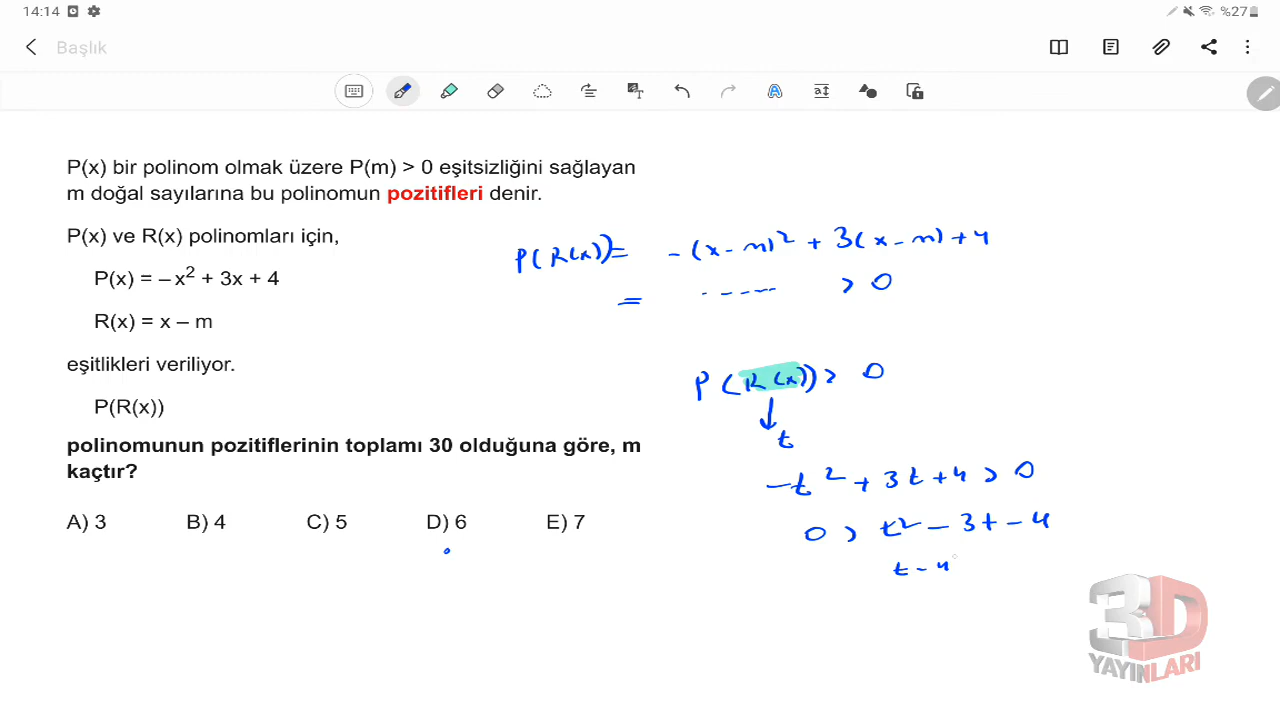 14:14
%27
Başlık
P(x) bir polinom olmak üzere P(m) > 0 eşitsizliğini sağlayan
m doğal sayılarına bu polinomun pozitifleri denir.
P(x) ve R(x) polinomları için,
P(x) = – x² + 3x + 4
R(x) = x – m
eşitlikleri veriliyor.
P(R(x))
polinomunun pozitiflerinin toplamı 30 olduğuna göre, m
kaçtır?
A) 3 B) 4 C) 5 D) 6 E) 7
P(R(x)) = -(x-m)² + 3(x-m)+4
= ...... > 0
P(R(x)) > 0
t
-t² + 3t + 4 > 0
0 > t² - 3t - 4
t - 4
3D
YAYINLARI